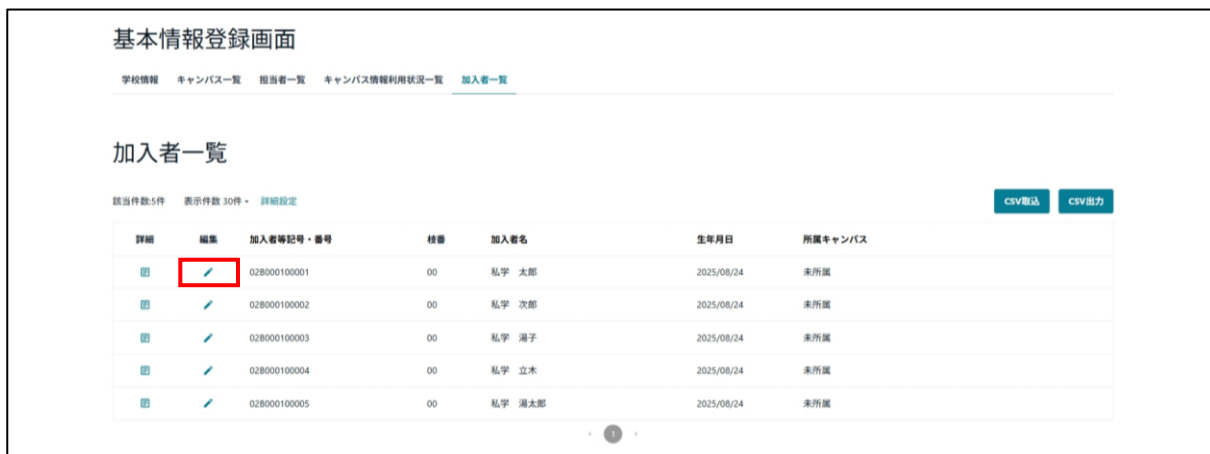 基本情報登録画面
学校情報 キャンパス一覧 担当者一覧 キャンパス情報利用状況一覧 加入者一覧
加入者一覧
該当件数:5件 表示件数 30件 詳細設定 CSV取込 CSV出力
詳細 編集 加入者等記号・番号 枝番 加入者名 生年月日 所属キャンパス
02B000100001 00 私学 太郎 2025/08/24 未所属
02B000100002 00 私学 次郎 2025/08/24 未所属
02B000100003 00 私学 湯子 2025/08/24 未所属
02B000100004 00 私学 立木 2025/08/24 未所属
02B000100005 00 私学 湯太郎 2025/08/24 未所属
1